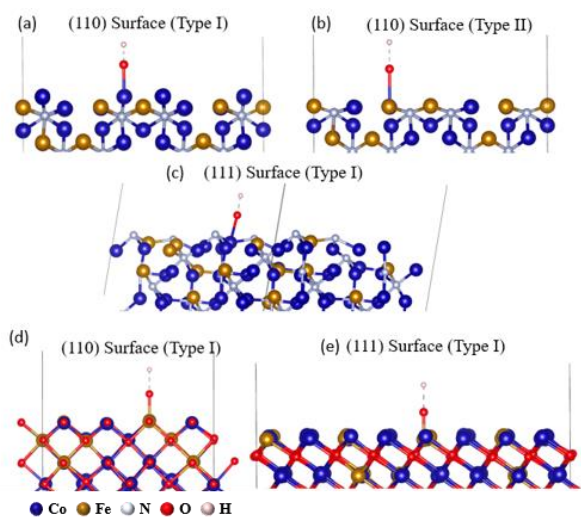 (a) (110) Surface (Type I)
(b) (110) Surface (Type II)
(c) (111) Surface (Type I)
(d) (110) Surface (Type I)
(e) (111) Surface (Type I)
Co Fe N O H